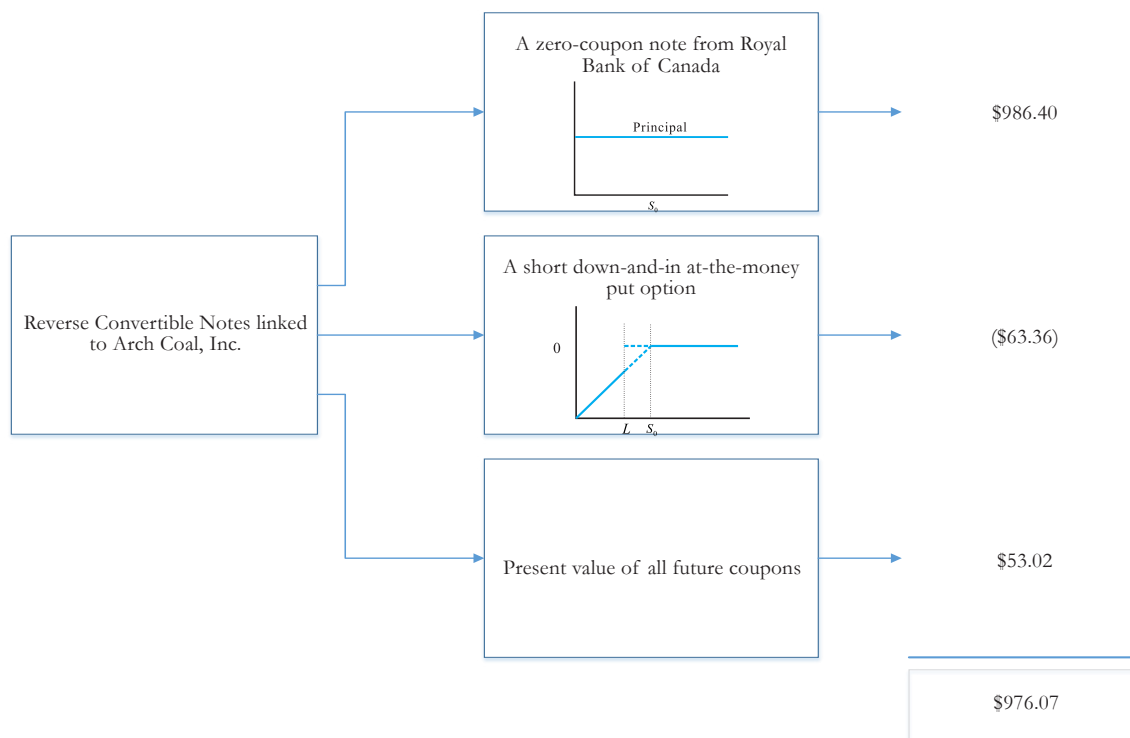 A zero-coupon note from Royal
Bank of Canada
Principal
S₀
$986.40
Reverse Convertible Notes linked
to Arch Coal, Inc.
A short down-and-in at-the-money
put option
0
L S₀
($63.36)
Present value of all future coupons
$53.02
$976.07